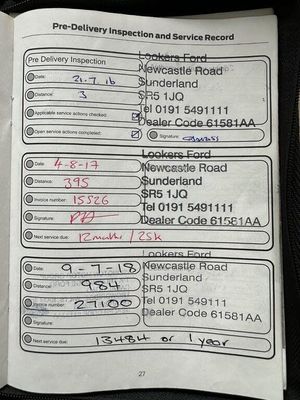 Pre-Delivery Inspection and Service Record
Pre Delivery Inspection
Lookers Ford
Newcastle Road
Sunderland
SR5 1JQ
Tel 0191 5491111
Dealer Code 61581AA
Date: 21.7.16
Distance: 3
Applicable service actions checked:
Open service actions completed:
Signature:
Lookers Ford
Newcastle Road
Sunderland
SR5 1JQ
Tel 0191 5491111
Dealer Code 61581AA
Date: 4-8-17
Distance: 395
Invoice number: 15526
Signature:
Next service due: 12 months / 25k
Lookers Ford
Newcastle Road
Sunderland
SR5 1JQ
Tel 0191 549111
Dealer Code 61581AA
Date: 9-7-18
Distance: 984
Invoice number: 27100
Signature:
Next service due: 13484 or 1 year
27